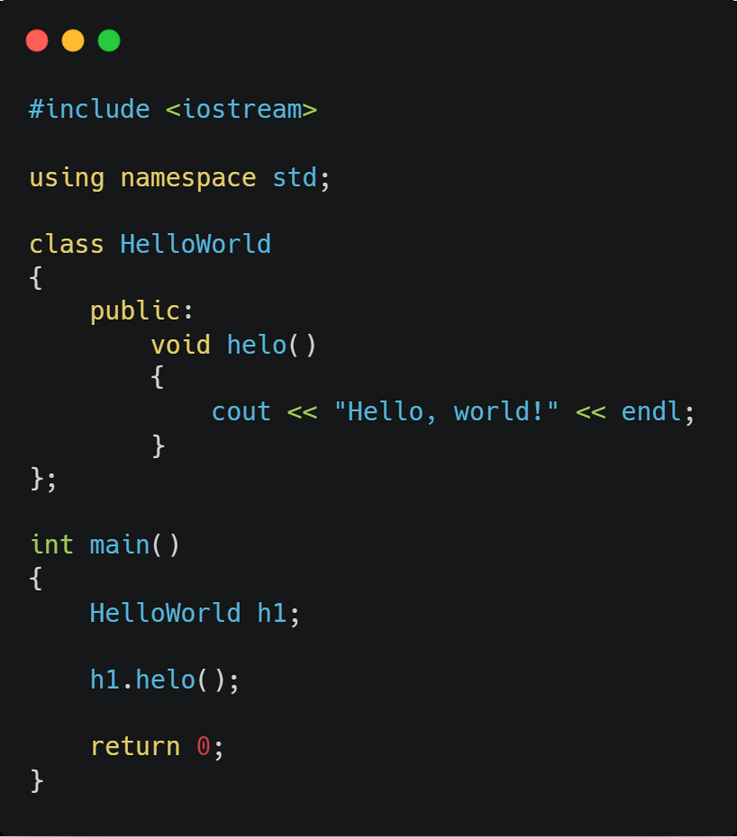 #include <iostream>

using namespace std;

class HelloWorld
{
    public:
        void helo()
        {
            cout << "Hello, world!" << endl;
        }
};

int main()
{
    HelloWorld h1;

    h1.helo();

    return 0;
}